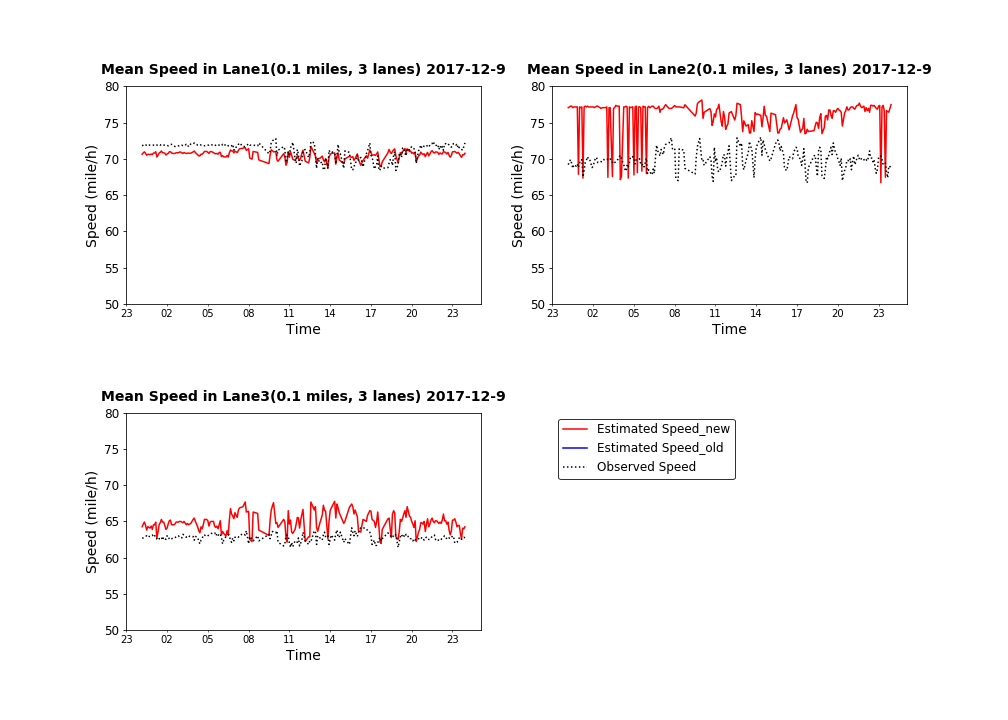 Mean Speed in Lane1(0.1 miles, 3 lanes) 2017-12-9
80
75
70
65
60
55
50
Speed (mile/h)
23 02 05 08 11 14 17 20 23
Time
Mean Speed in Lane2(0.1 miles, 3 lanes) 2017-12-9
80
75
70
65
60
55
50
Speed (mile/h)
23 02 05 08 11 14 17 20 23
Time
Mean Speed in Lane3(0.1 miles, 3 lanes) 2017-12-9
80
75
70
65
60
55
50
Speed (mile/h)
23 02 05 08 11 14 17 20 23
Time
Estimated Speed_new
Estimated Speed_old
Observed Speed